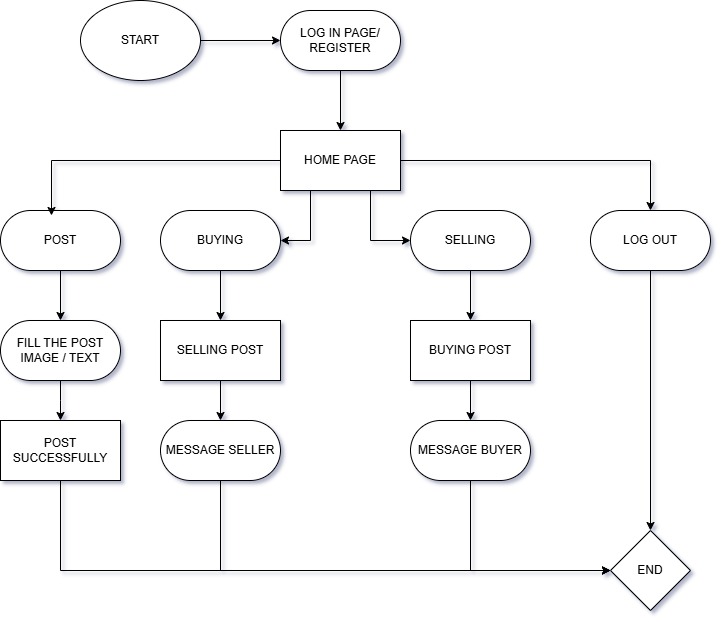 START
LOG IN PAGE/
REGISTER
HOME PAGE
POST
BUYING
SELLING
LOG OUT
FILL THE POST
IMAGE / TEXT
SELLING POST
BUYING POST
POST
SUCCESSFULLY
MESSAGE SELLER
MESSAGE BUYER
END